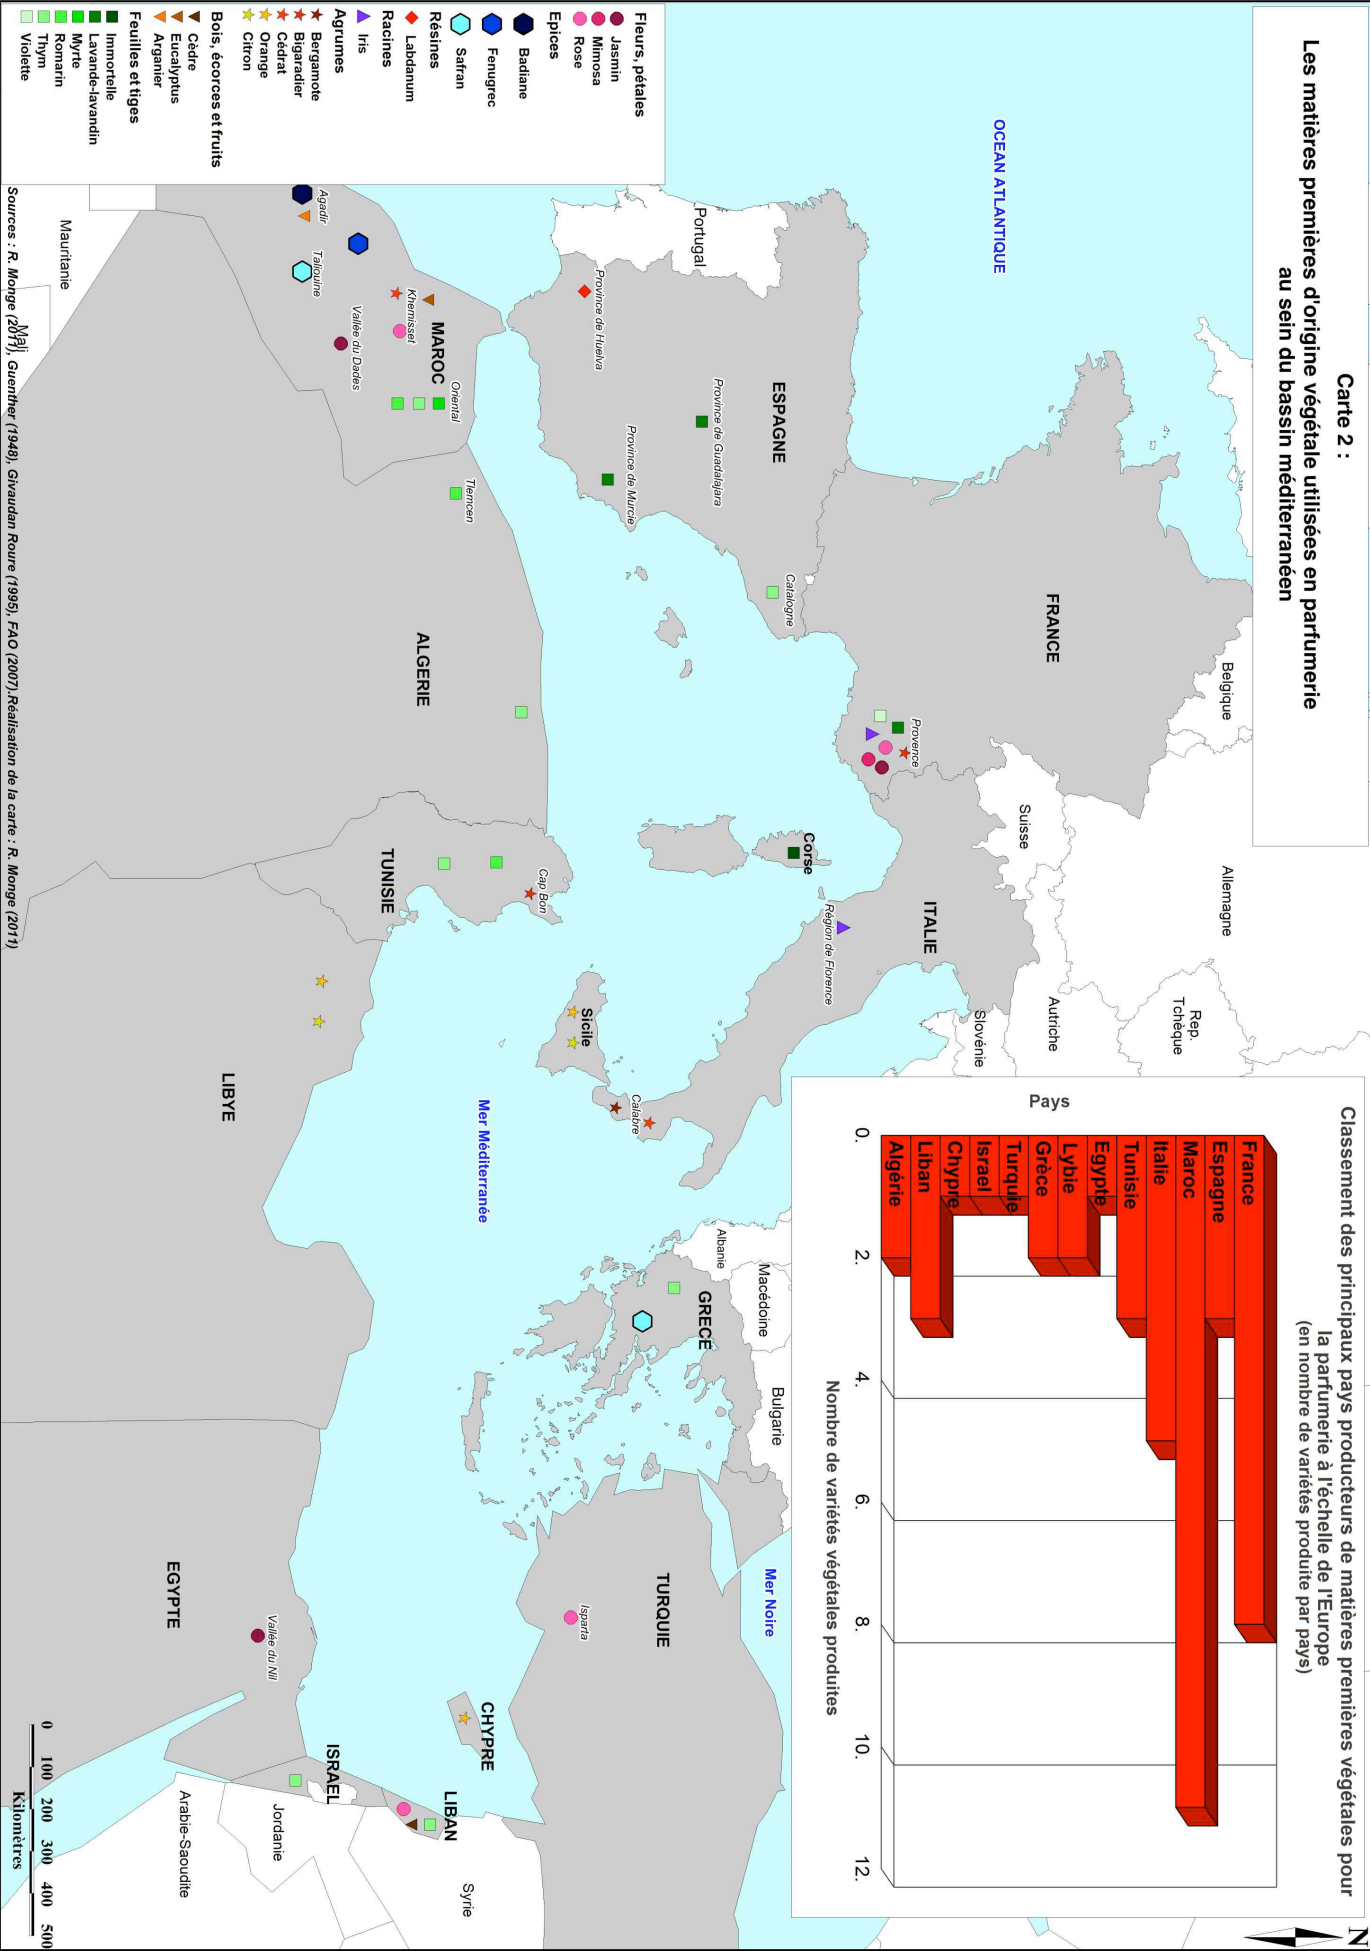 Carte 2 :
Les matières premières d'origine végétale utilisées en parfumerie
au sein du bassin méditerranéen
OCEAN ATLANTIQUE
Belgique
Allemagne
Rep.
Tchèque
FRANCE
Suisse
Autriche
Slovénie
Provence
ITALIE
Portugal
ESPAGNE
Catalogne
Corse
Région de Florence
Province de Guadalajara
Province de Huelva
Province de Murcie
Sicile
Calabre
Mer Méditerranée
Albanie
Macédoine
Bulgarie
GRECE
Mer Noire
TURQUIE
Isparta
CHYPRE
LIBAN
Syrie
ISRAEL
Jordanie
Arabie-Saoudite
MAROC
Oriental
Khemisset
Vallée du Dades
Agadir
Taliouine
Tlemcen
ALGERIE
TUNISIE
Cap Bon
LIBYE
EGYPTE
Vallée du Nil
Mauritanie
Mali
Classement des principaux pays producteurs de matières premières végétales pour
la parfumerie à l'échelle de l'Europe
(en nombre de variétés produite par pays)
Pays
France
Espagne
Maroc
Italie
Tunisie
Egypte
Lybie
Grèce
Turquie
Israel
Chypre
Liban
Algérie
0. 2. 4. 6. 8. 10. 12.
Nombre de variétés végétales produites
N
Fleurs, pétales
Jasmin
Mimosa
Rose
Epices
Badiane
Fenugrec
Safran
Résines
Labdanum
Racines
Iris
Agrumes
Bergamote
Bigaradier
Cédrat
Orange
Citron
Bois, écorces et fruits
Cèdre
Eucalyptus
Arganier
Feuilles et tiges
Immortelle
Lavande-lavandin
Myrte
Romarin
Thym
Violette
0 100 200 300 400 500
Kilomètres
Sources : R. Monge (2011), Guenther (1948), Givaudan Roure (1995), FAO (2007).Réalisation de la carte : R. Monge (2011)